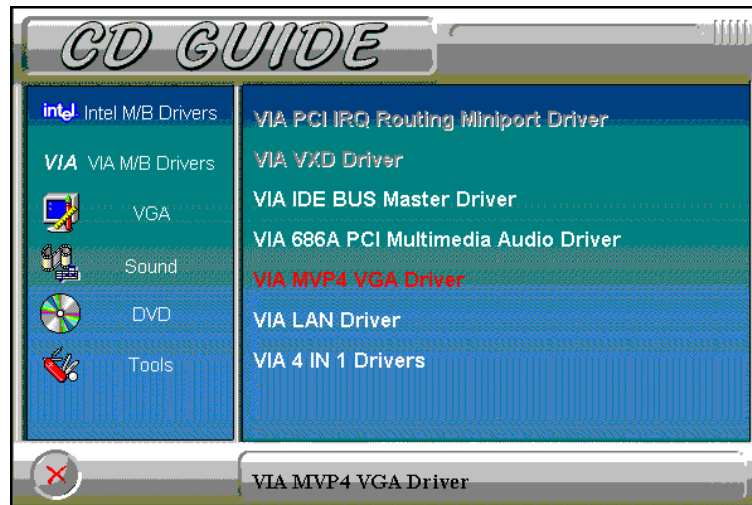 CD GUIDE
intel Intel M/B Drivers
VIA VIA M/B Drivers
VGA
Sound
DVD
Tools
VIA PCI IRQ Routing Miniport Driver
VIA VXD Driver
VIA IDE BUS Master Driver
VIA 686A PCI Multimedia Audio Driver
VIA MVP4 VGA Driver
VIA LAN Driver
VIA 4 IN 1 Drivers
VIA MVP4 VGA Driver